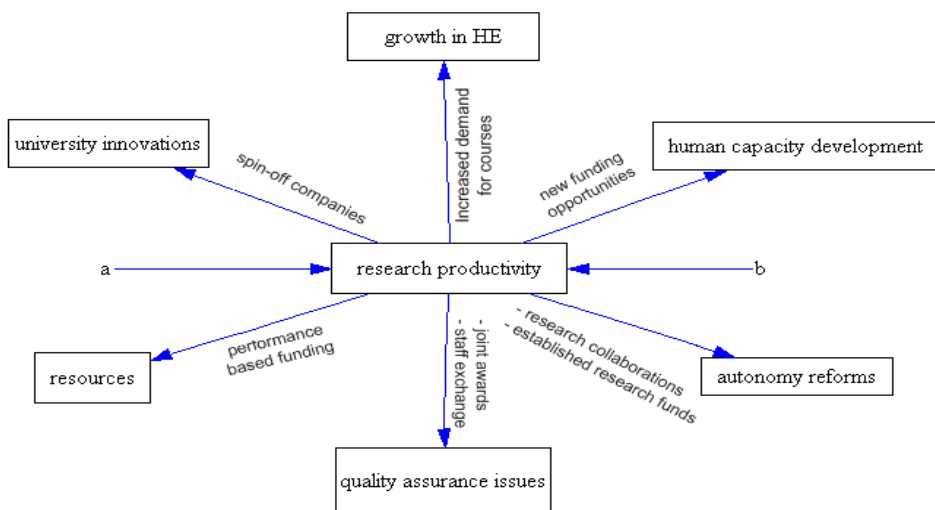 growth in HE
university innovations
human capacity development
Increased demand
for courses
spin-off companies
new funding
opportunities
a
research productivity
b
performance
based funding
- joint awards
- staff exchange
- research collaborations
- established research funds
resources
autonomy reforms
quality assurance issues